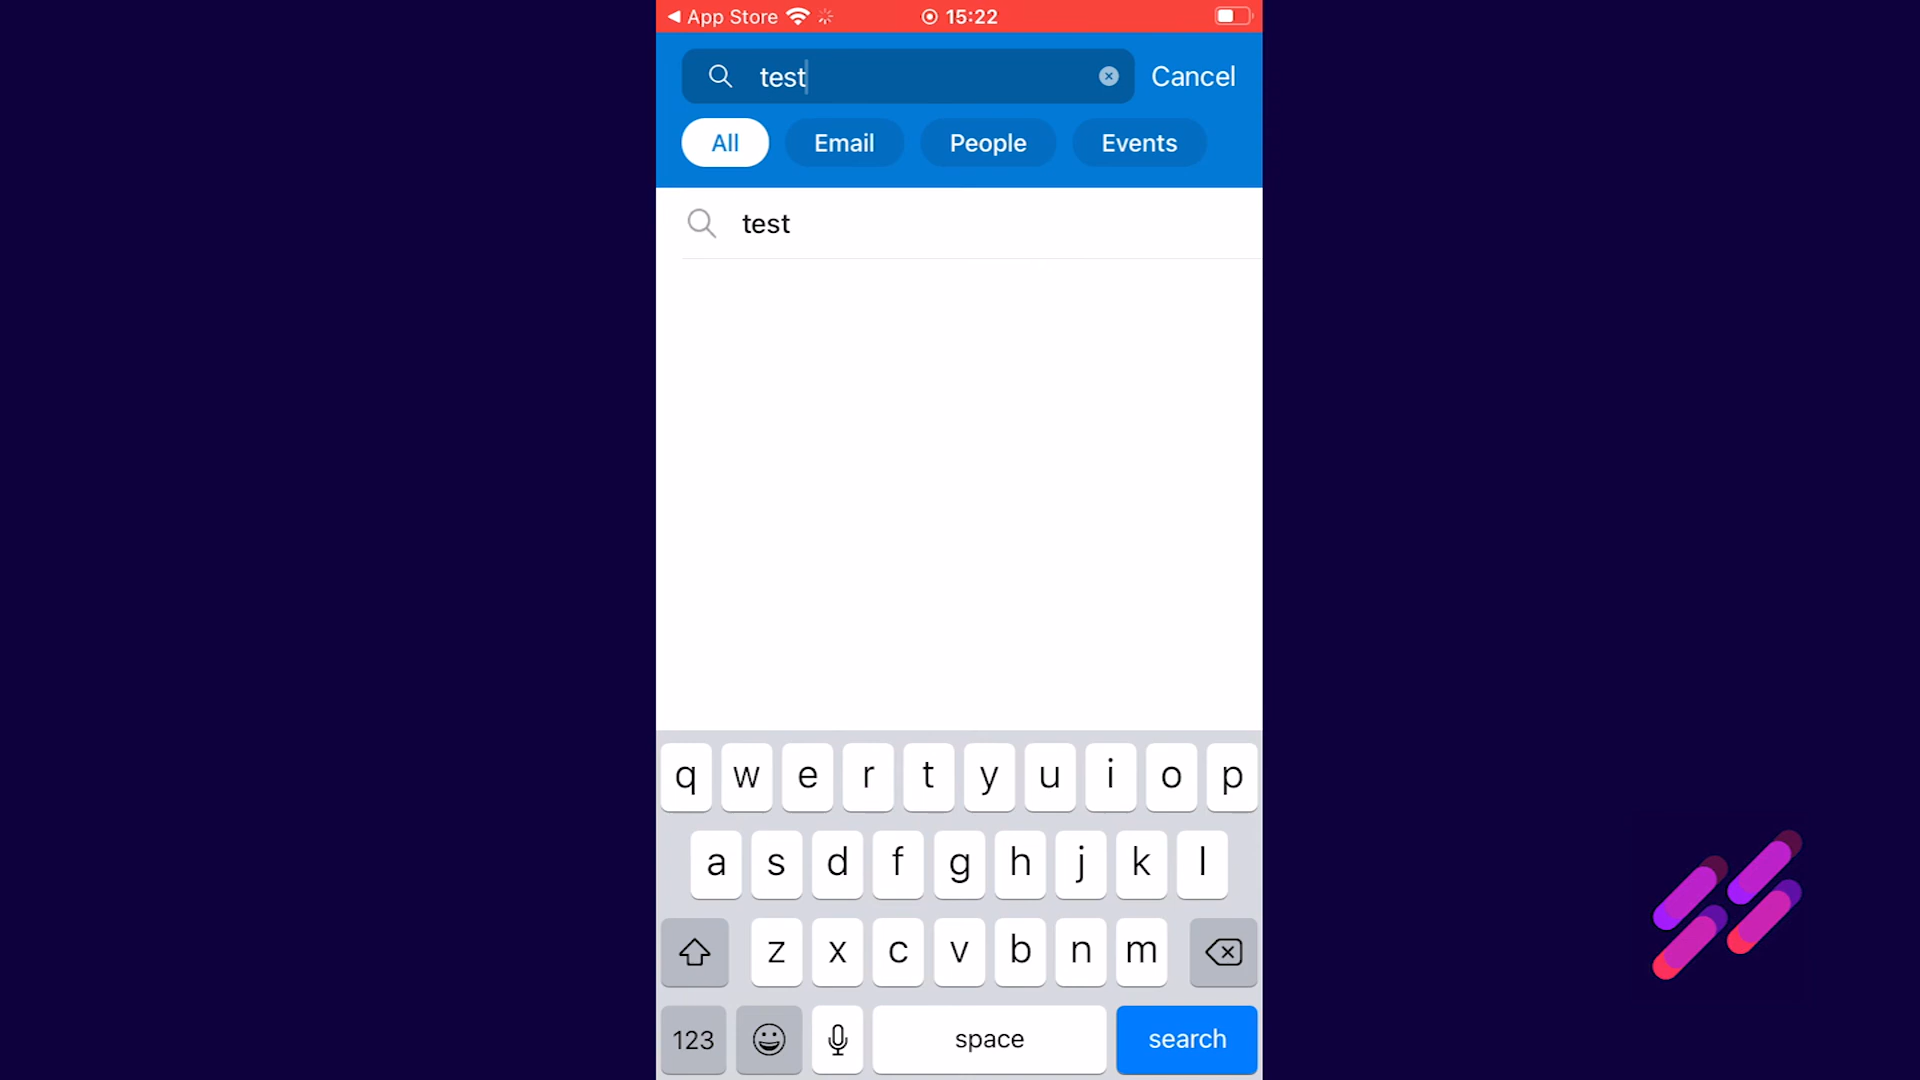 App Store 15:22
test Cancel
All Email People Events
test
q w e r t y u i o p
a s d f g h j k l
z x c v b n m
123 space search